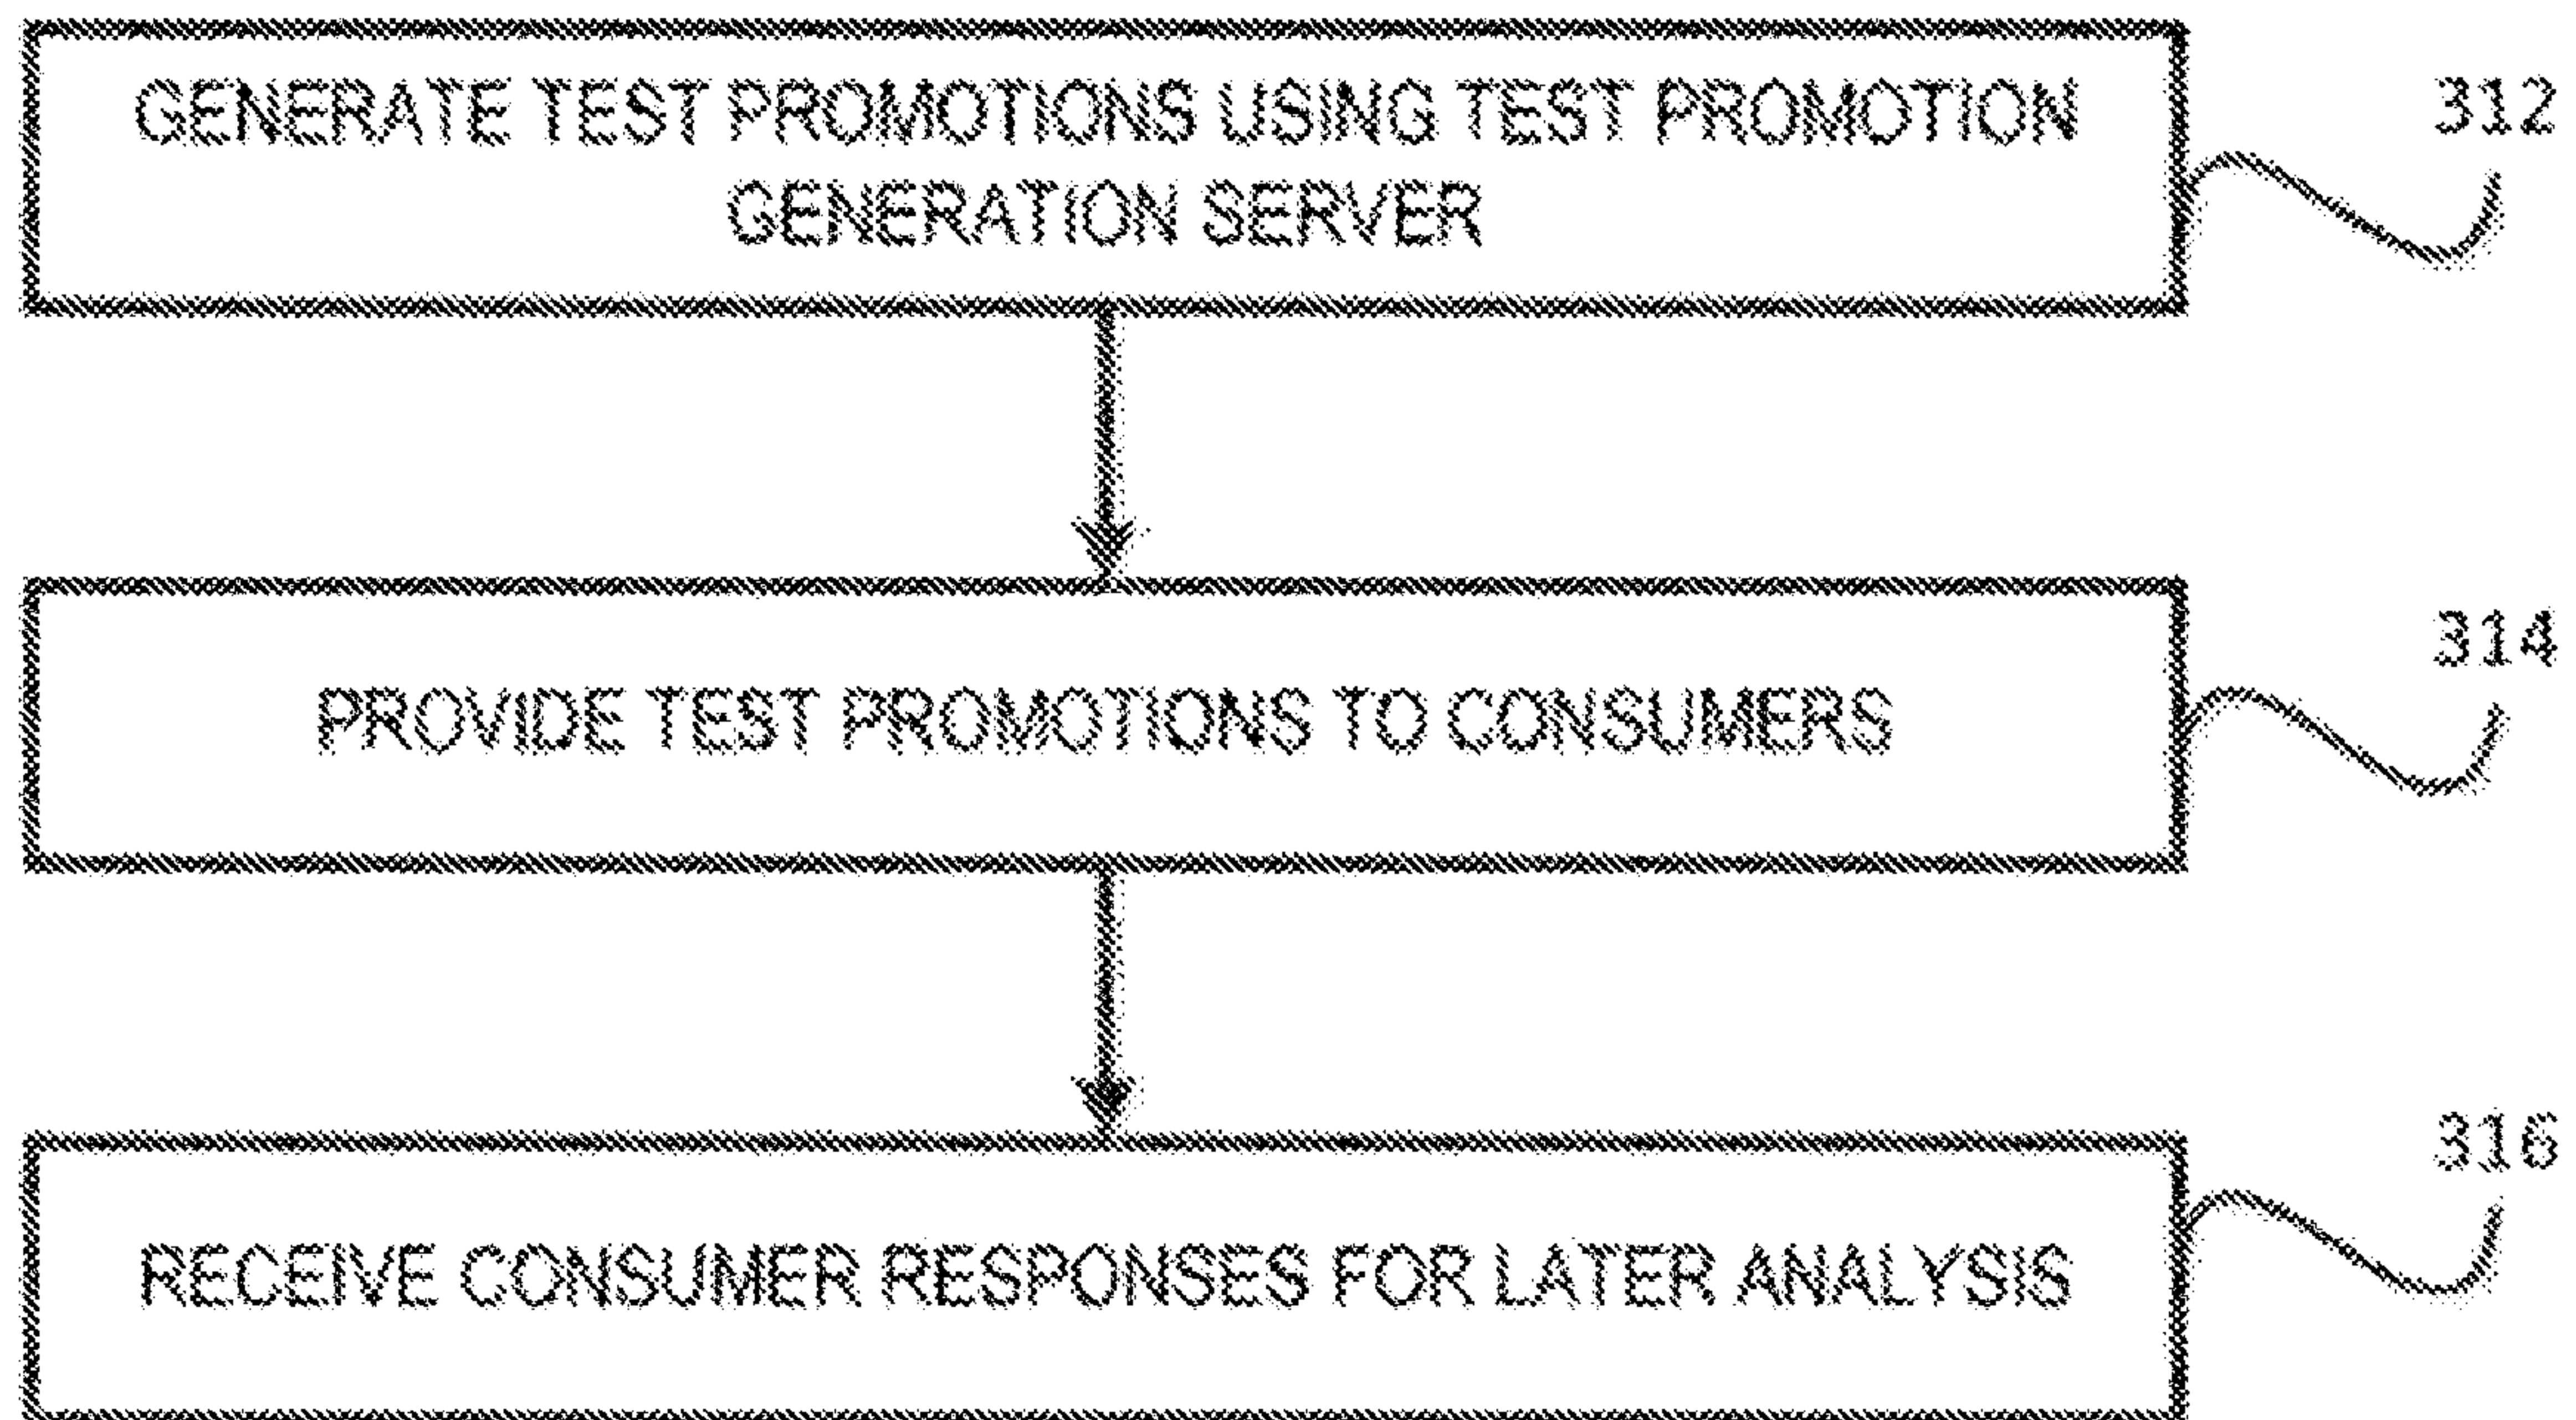 GENERATE TEST PROMOTIONS USING TEST PROMOTION
GENERATION SERVER
312
PROVIDE TEST PROMOTIONS TO CONSUMERS
314
RECEIVE CONSUMER RESPONSES FOR LATER ANALYSIS
316